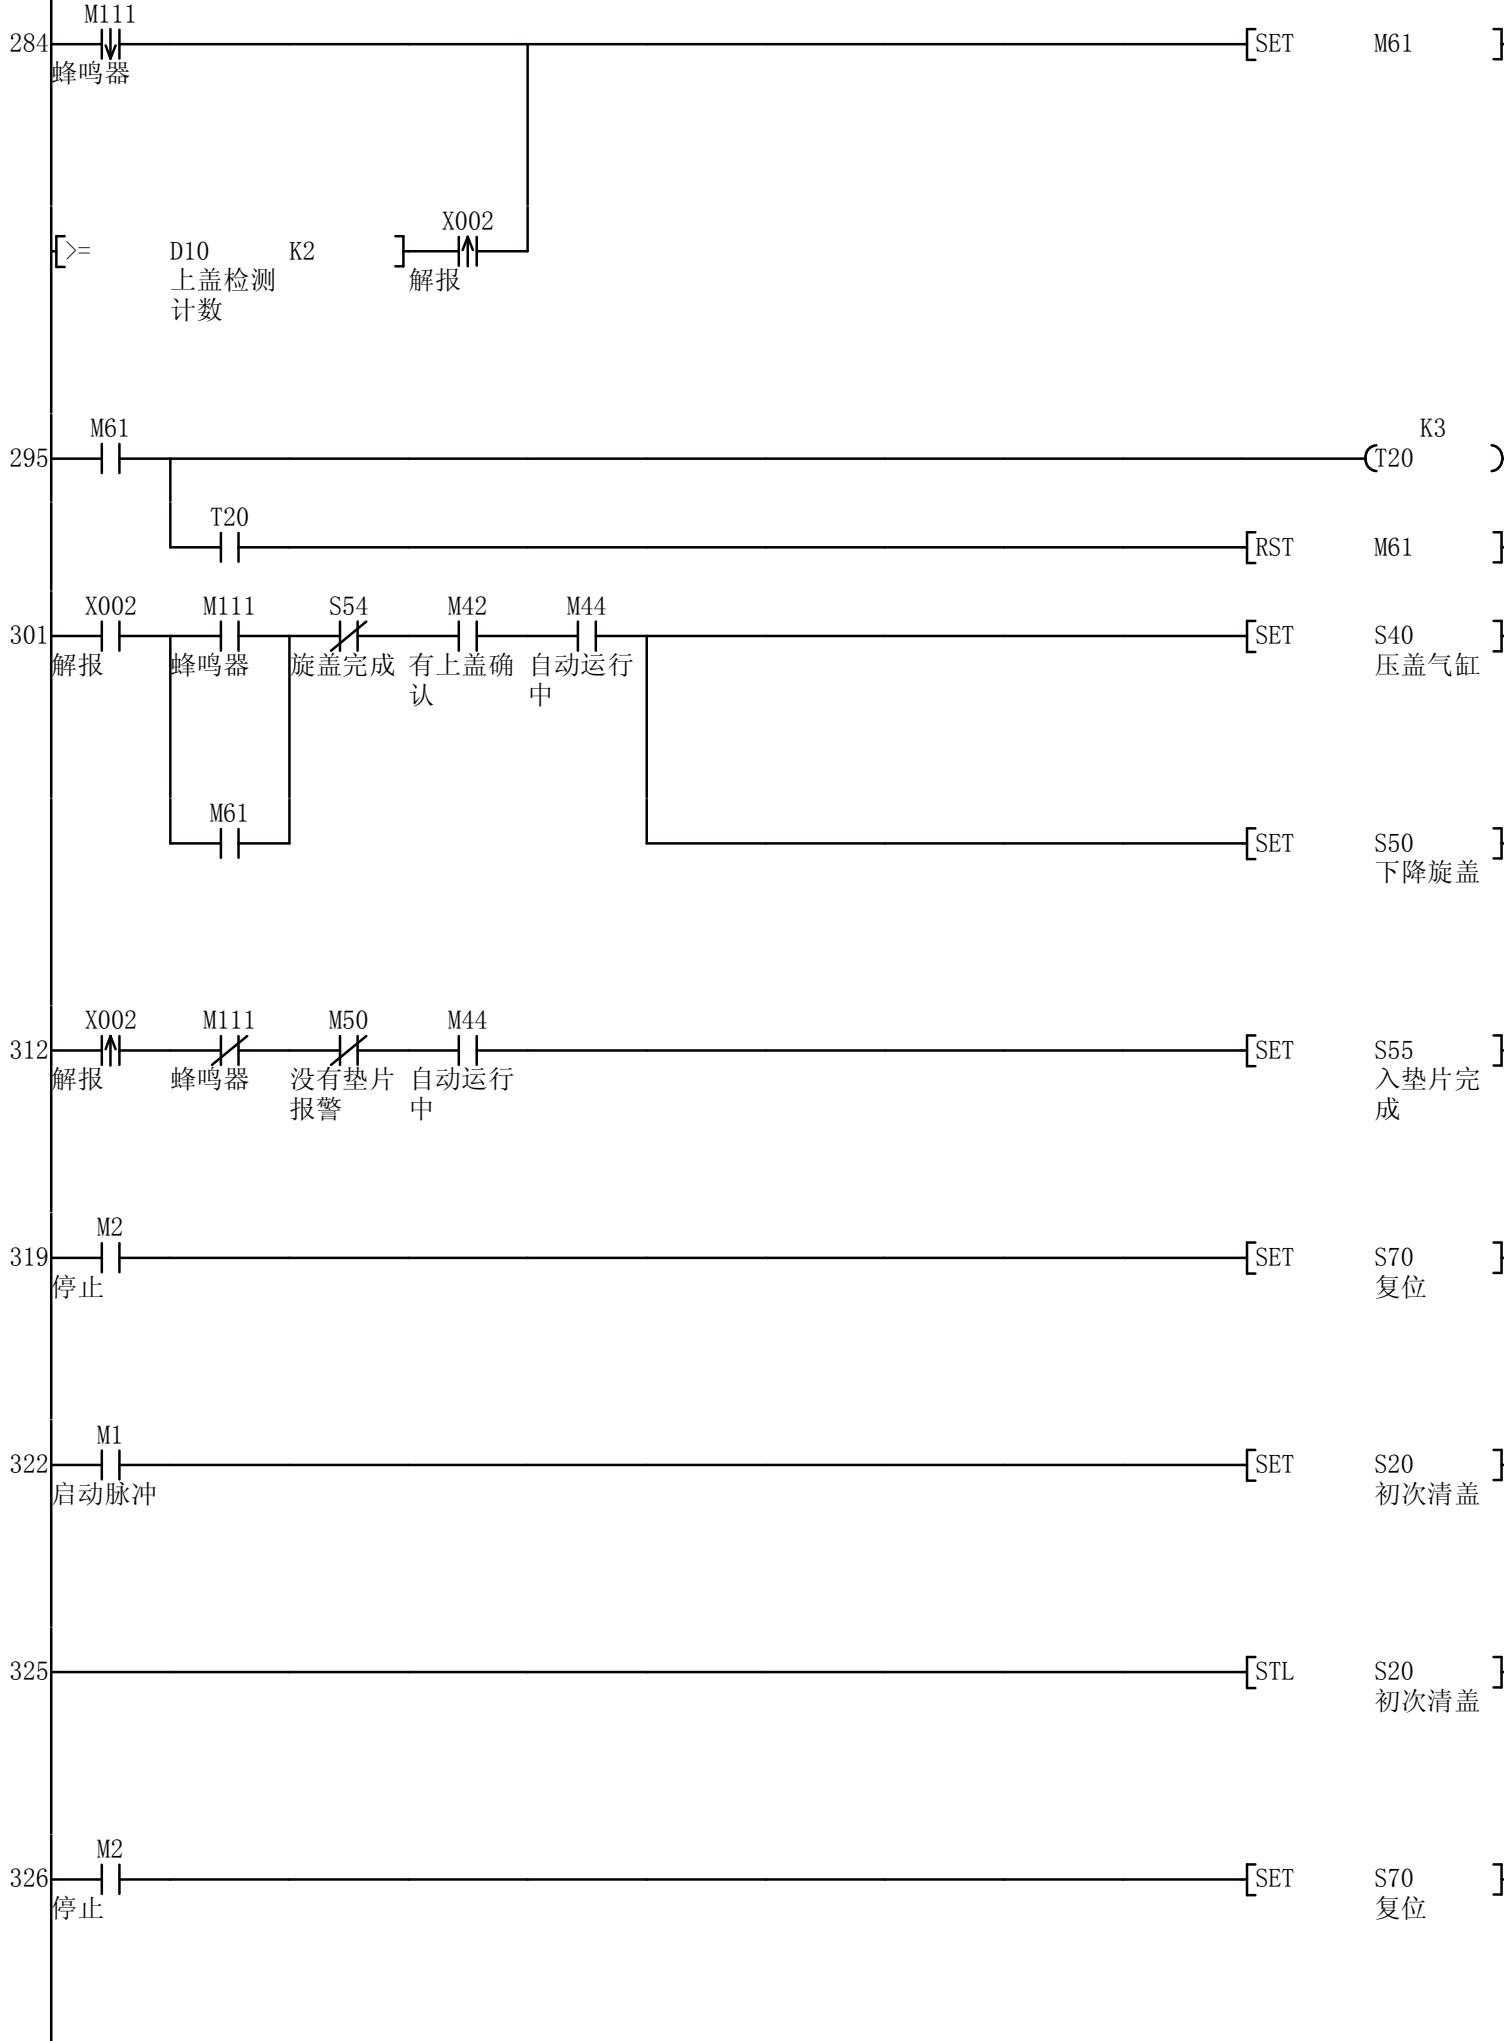 M111
284 SET M61
蜂鸣器
X002
>= D10 K2
上盖检测 解报
计数
M61 K3
295 T20
T20
RST M61
X002 M111 S54 M42 M44
301 SET S40
解报 蜂鸣器 旋盖完成 有上盖确 自动运行 压盖气缸
认 中
M61
SET S50
下降旋盖
X002 M111 M50 M44
312 SET S55
解报 蜂鸣器 没有垫片 自动运行 入垫片完
报警 中 成
M2
319 SET S70
停止 复位
M1
322 SET S20
启动脉冲 初次清盖
325 STL S20
初次清盖
M2
326 SET S70
停止 复位